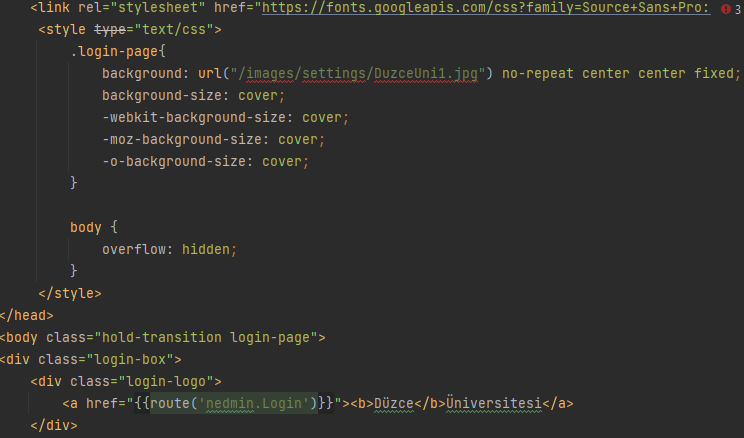 <link rel="stylesheet" href="https://fonts.googleapis.com/css?family=Source+Sans+Pro: 3
<style type="text/css">
.login-page{
background: url("/images/settings/DuzceUni1.jpg") no-repeat center center fixed;
background-size: cover;
-webkit-background-size: cover;
-moz-background-size: cover;
-o-background-size: cover;
}
body {
overflow: hidden;
}
</style>
</head>
<body class="hold-transition login-page">
<div class="login-box">
<div class="login-logo">
<a href="{{route('nedmin.Login')}}"><b>Düzce</b>Üniversitesi</a>
</div>